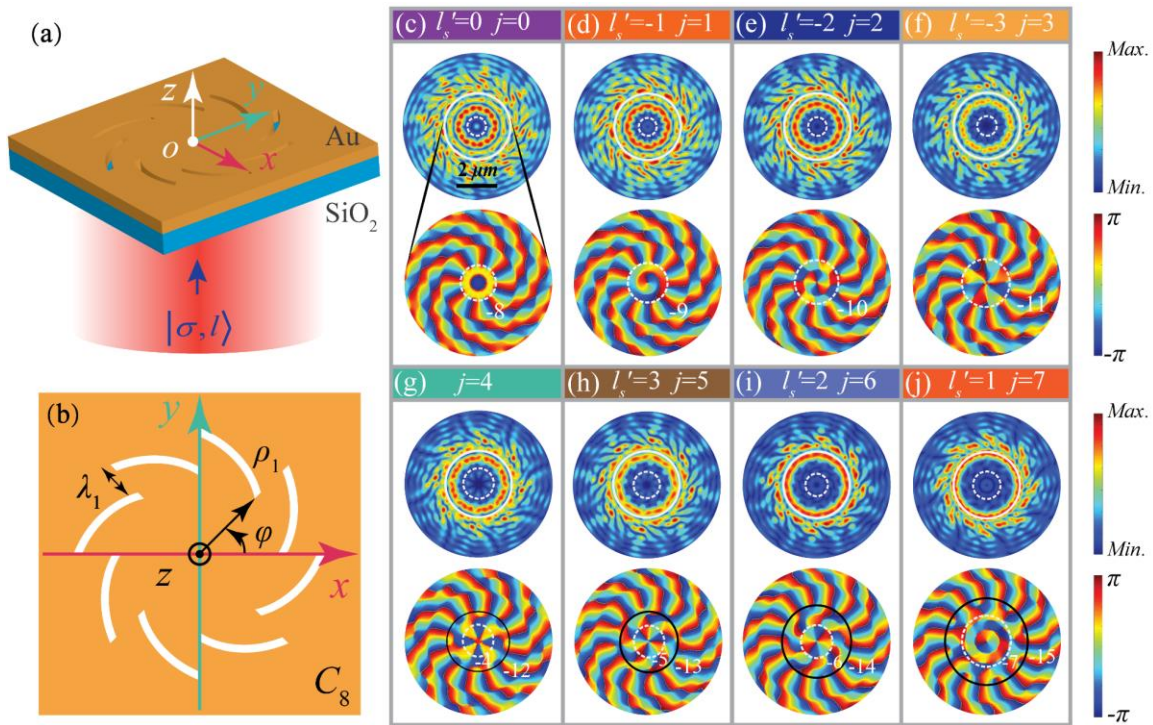 (a)
z
y
o
x
Au
SiO₂
|σ, l⟩
(b)
y
ρ₁
λ₁
φ
z
x
C₈
(c) lₛ'=0 j=0
(d) lₛ'=-1 j=1
(e) lₛ'=-2 j=2
(f) lₛ'=-3 j=3
Max.
2 μm
Min.
π
-8
-9
-10
-11
-π
(g) j=4
(h) lₛ'=3 j=5
(i) lₛ'=2 j=6
(j) lₛ'=1 j=7
Max.
Min.
π
-4 -12
-5 -13
-6 -14
-7 -15
-π